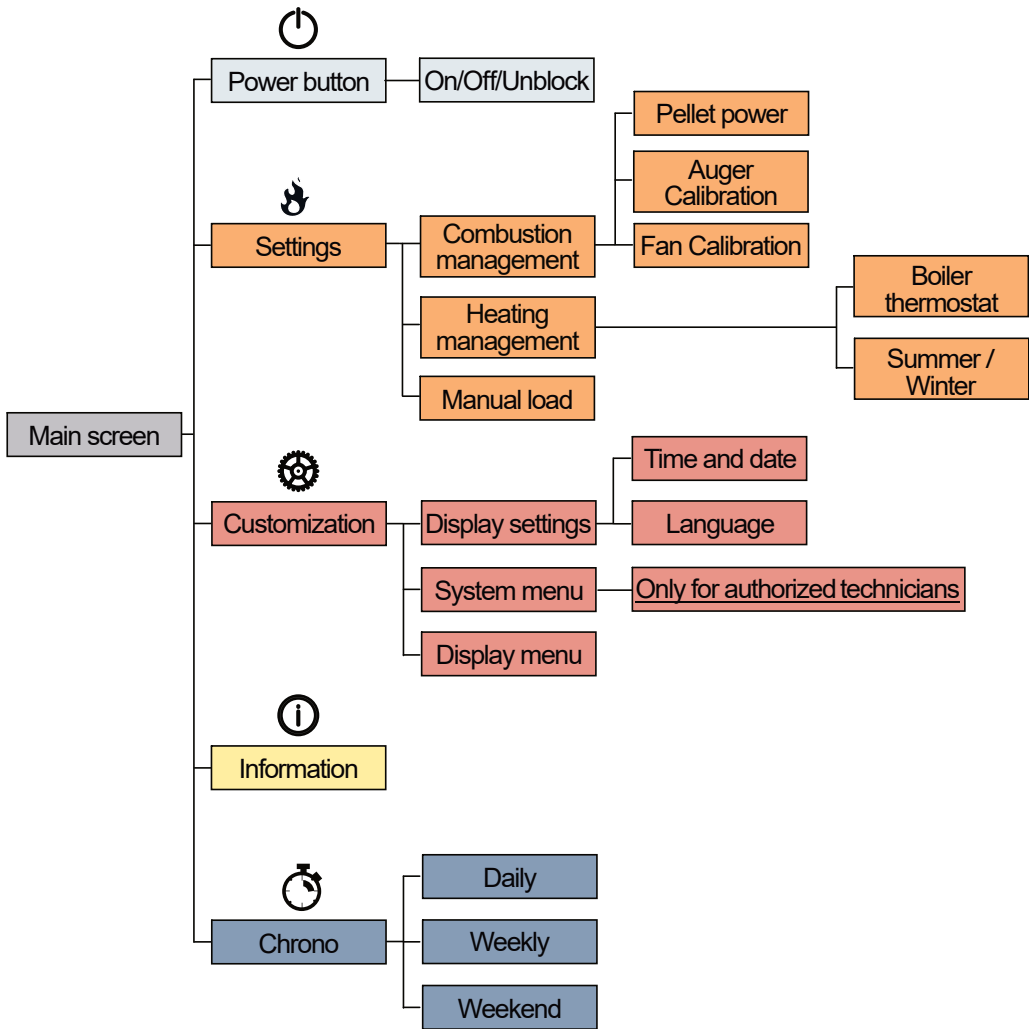 Power button
On/Off/Unblock
Pellet power
Auger
Calibration
Settings
Combustion
management
Fan Calibration
Boiler
thermostat
Heating
management
Summer /
Winter
Manual load
Main screen
Time and date
Customization
Display settings
Language
System menu
Only for authorized technicians
Display menu
Information
Daily
Chrono
Weekly
Weekend